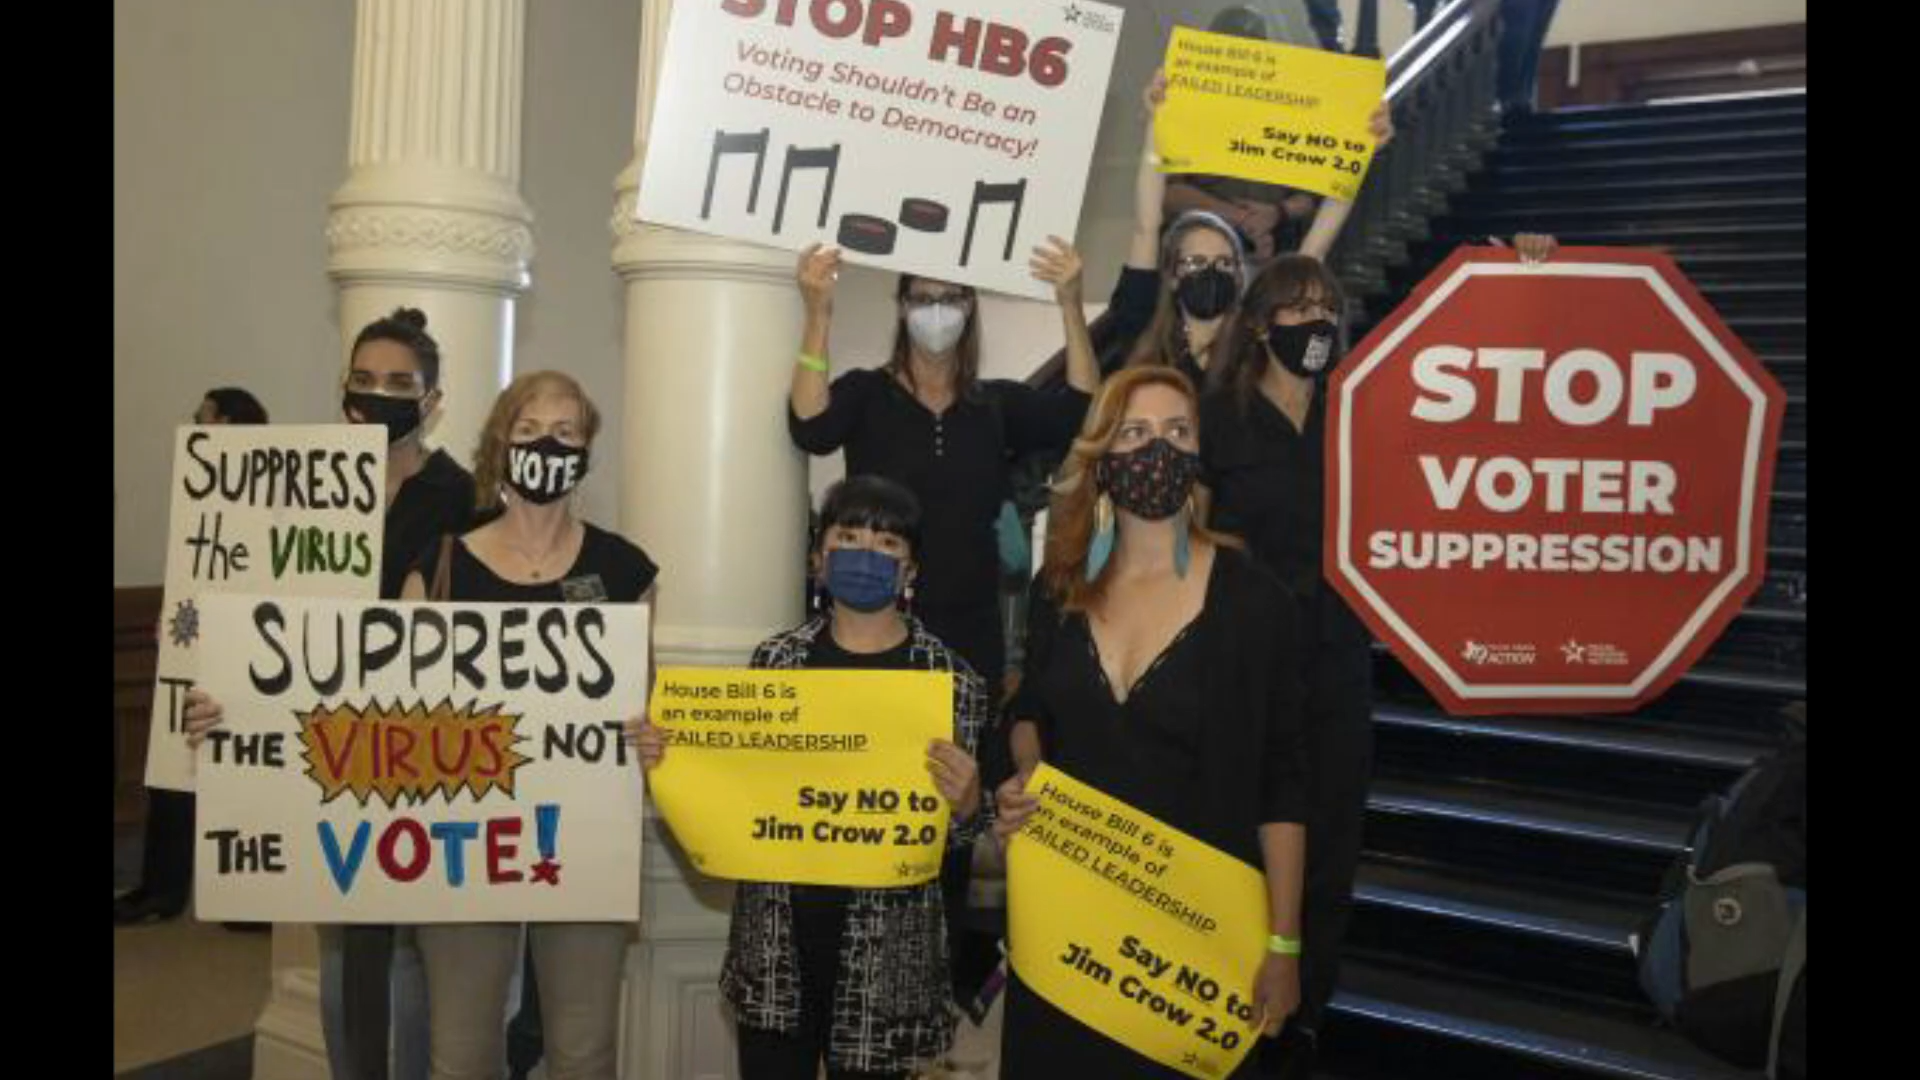 STOP HB6
Voting Shouldn't Be an
Obstacle to Democracy!
House Bill 6 is
an example of
FAILED LEADERSHIP
Say NO to
Jim Crow 2.0
STOP
VOTER
SUPPRESSION
ACTION
SUPPRESS
the VIRUS
VOTE
SUPPRESS
THE VIRUS NOT
THE VOTE!
House Bill 6 is
an example of
FAILED LEADERSHIP
Say NO to
Jim Crow 2.0
House Bill 6 is
an example of
FAILED LEADERSHIP
Say NO to
Jim Crow 2.0